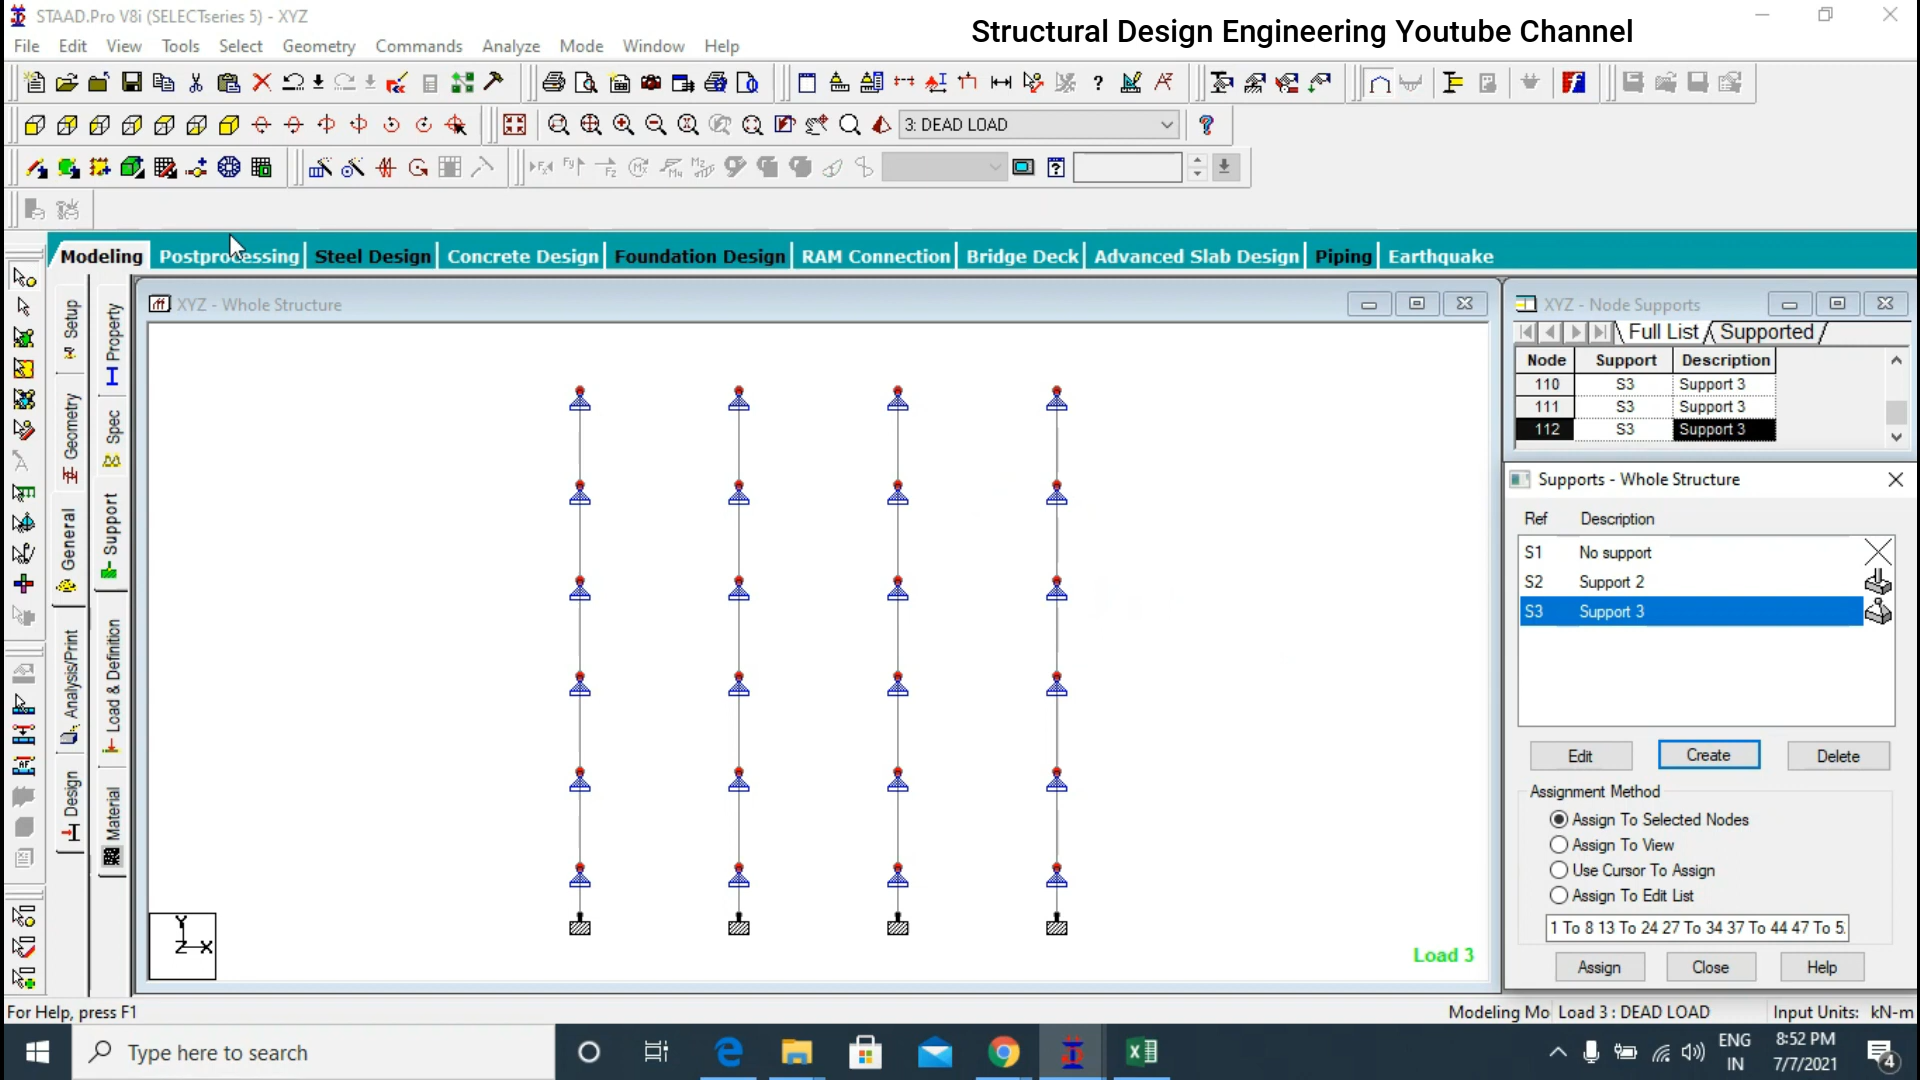 STAAD.Pro V8i (SELECTseries 5) - XYZ
Structural Design Engineering Youtube Channel
File Edit View Tools Select Geometry Commands Analyze Mode Window Help
3: DEAD LOAD
Modeling Postprocessing Steel Design Concrete Design Foundation Design RAM Connection Bridge Deck Advanced Slab Design Piping Earthquake
Setup
Geometry
General
Analysis/Print
Design
Property
Spec
Support
Load & Definition
Material
XYZ - Whole Structure
Y
Z X
Load 3
XYZ - Node Supports
Full List Supported
Node Support Description
110 S3 Support 3
111 S3 Support 3
112 S3 Support 3
Supports - Whole Structure
Ref Description
S1 No support
S2 Support 2
S3 Support 3
Edit Create Delete
Assignment Method
Assign To Selected Nodes
Assign To View
Use Cursor To Assign
Assign To Edit List
1 To 8 13 To 24 27 To 34 37 To 44 47 To 5
Assign Close Help
For Help, press F1
Modeling Mo Load 3 : DEAD LOAD Input Units: kN-m
Type here to search
ENG
IN
8:52 PM
7/7/2021
4